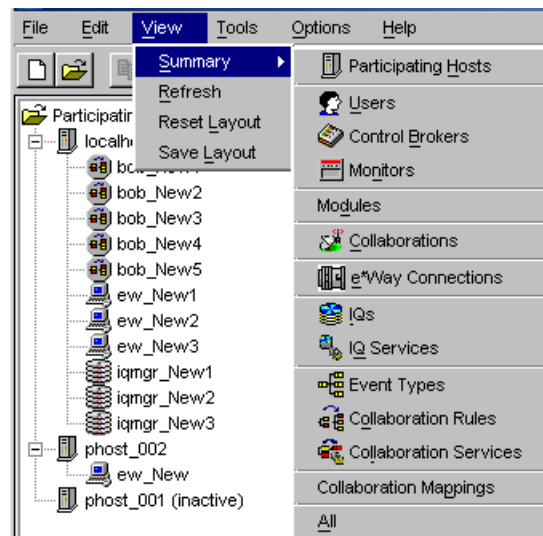 File Edit View Tools Options Help
Summary
Refresh
Reset Layout
Save Layout
Participating Hosts
Users
Control Brokers
Monitors
Modules
Collaborations
e*Way Connections
IQs
IQ Services
Event Types
Collaboration Rules
Collaboration Services
Collaboration Mappings
All
bob_New2
bob_New3
bob_New4
bob_New5
ew_New1
ew_New2
ew_New3
iqmgr_New1
iqmgr_New2
iqmgr_New3
phost_002
ew_New
phost_001 (inactive)